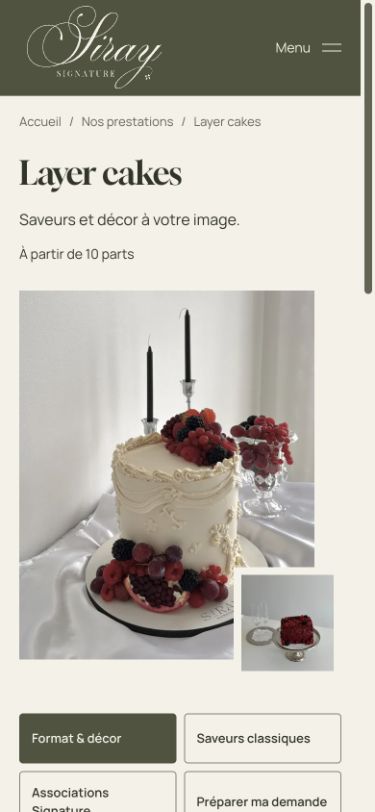 Siray
SIGNATURE
Menu
Accueil / Nos prestations / Layer cakes
Layer cakes
Saveurs et décor à votre image.
À partir de 10 parts
Format & décor
Saveurs classiques
Associations
Signature
Préparer ma demande